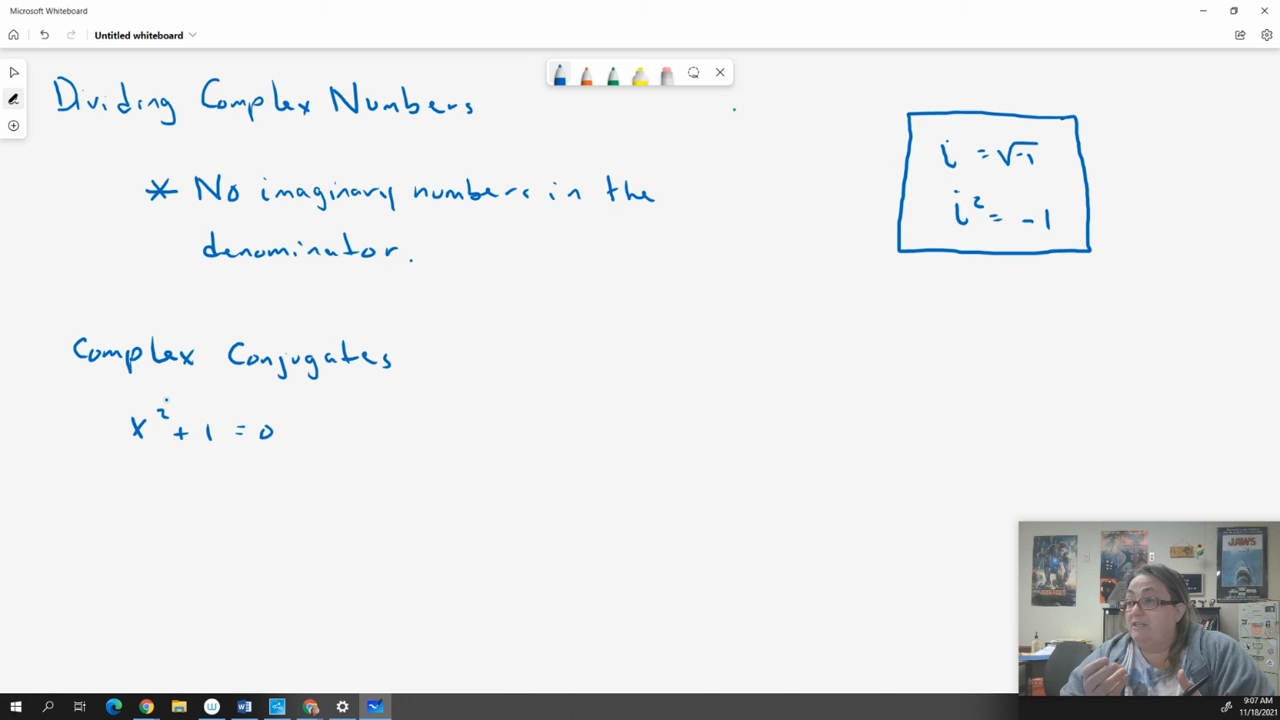 Microsoft Whiteboard
Untitled whiteboard
Dividing Complex Numbers
* No imaginary numbers in the
denominator.
i = √-1
i² = -1
Complex Conjugates
x² + 1 = 0
JAWS
9:07 AM
11/18/2021